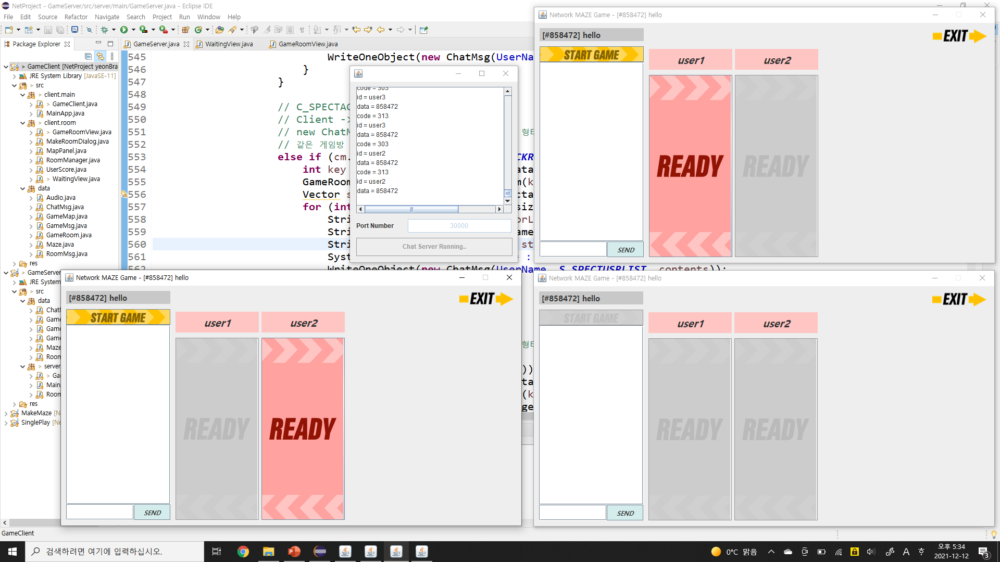 NetProject - GameServer/src/server/main/GameServer.java - Eclipse IDE
File Edit Source Refactor Navigate Search Project Run Window Help
Package Explorer
GameServer.java
WaitingView.java
GameRoomView.java
> GameClient [NetProject yeonBra
JRE System Library [JavaSE-11]
> src
> client.main
> GameClient.java
MainApp.java
> client.room
> GameRoomView.java
MakeRoomDialog.java
MapPanel.java
RoomManager.java
UserScore.java
> WaitingView.java
data
Audio.java
ChatMsg.java
GameMap.java
GameMsg.java
GameRoom.java
Maze.java
RoomMsg.java
res
> GameServer
JRE System
> src
> data
Game
Game
Game
Maze
Room
> server
Main
Room
res
MakeMaze
SinglePlay
545 WriteOneObject(new ChatMsg(UserNa
546 }
547 }
548
549 // C_SPECTAC
550 // Client -
551 // new ChatM 형태
552 // 같은 게임방
553 else if (cm. CKR
554 int key ata
555 GameRoom m(k
556 Vector s cta
557 for (int siz
558 Stri orL
559 Stri ame
560 Stri st
561 Syst :
562 WriteOneObject(new ChatMsg(UserName, S_SPECTUSRLIST, contents));
형태
))
ta
(k
ge
code = 303
id = user3
data = 858472
code = 313
id = user3
data = 858472
code = 303
id = user2
data = 858472
code = 313
id = user2
data = 858472
Port Number 30000
Chat Server Running..
Network MAZE Game - [#858472] hello
[#858472] hello
EXIT
START GAME
user1 user2
READY READY
SEND
Network MAZE Game - [#858472] hello
[#858472] hello
EXIT
START GAME
user1 user2
READY READY
SEND
Network MAZE Game - [#858472] hello
[#858472] hello
EXIT
START GAME
user1 user2
READY READY
SEND
GameClient
검색하려면 여기에 입력하십시오.
0°C 맑음
A
오후 5:34
2021-12-12
3